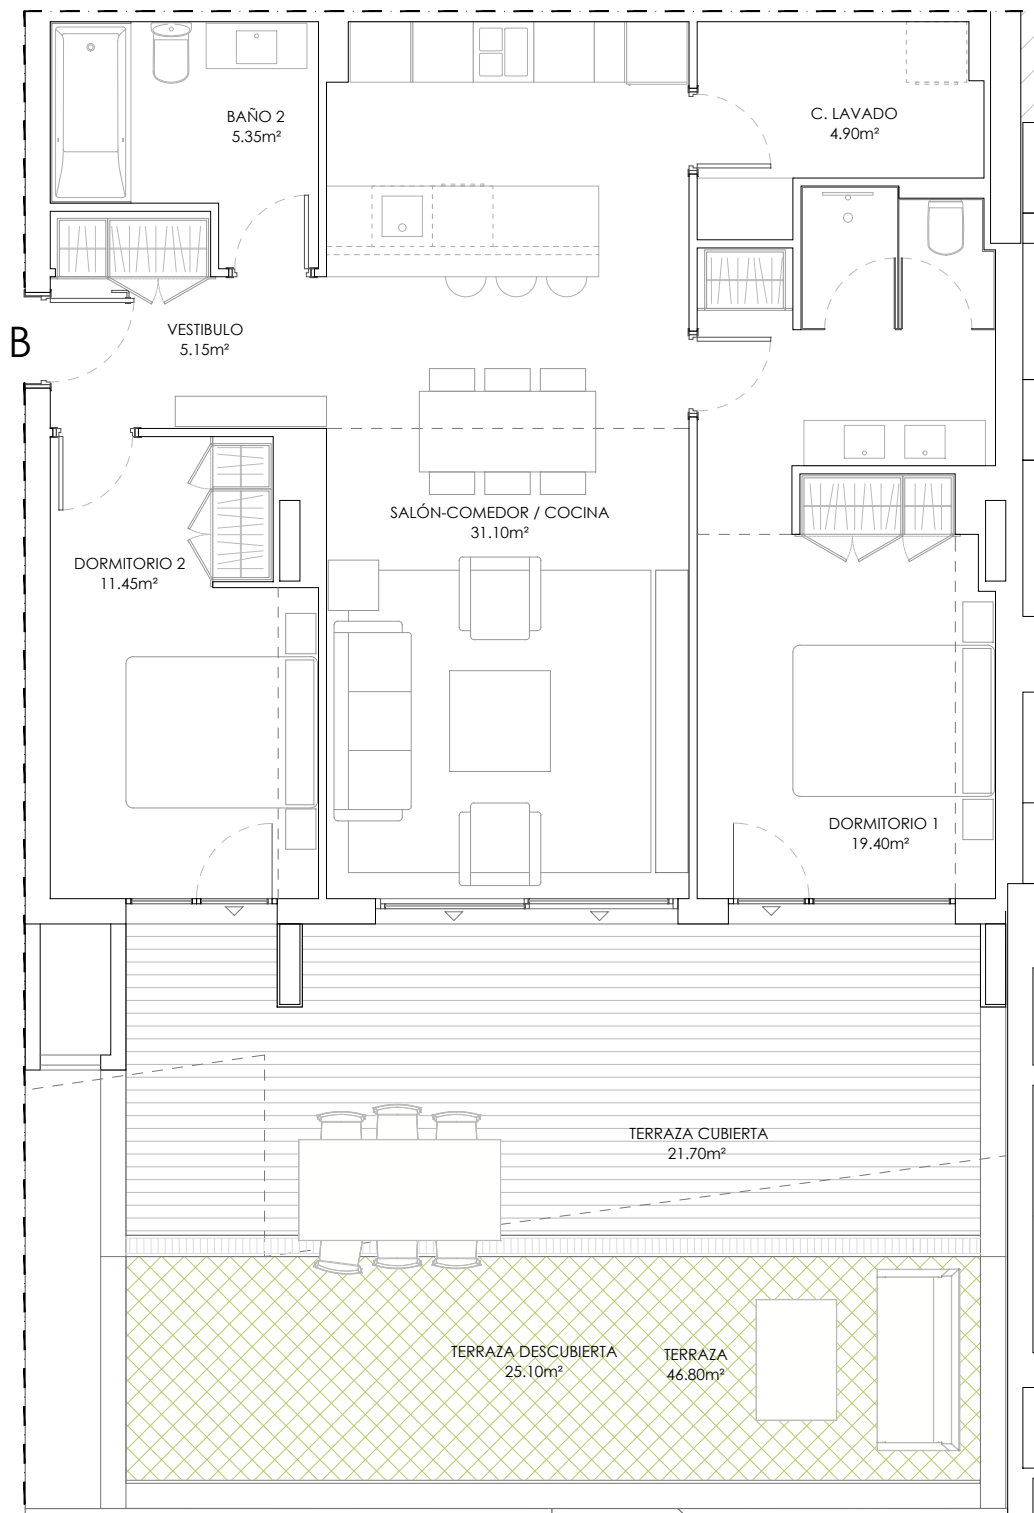 BAÑO 2
5.35m²
C. LAVADO
4.90m²
B
VESTIBULO
5.15m²
SALÓN-COMEDOR / COCINA
31.10m²
DORMITORIO 2
11.45m²
DORMITORIO 1
19.40m²
TERRAZA CUBIERTA
21.70m²
TERRAZA DESCUBIERTA
25.10m²
TERRAZA
46.80m²